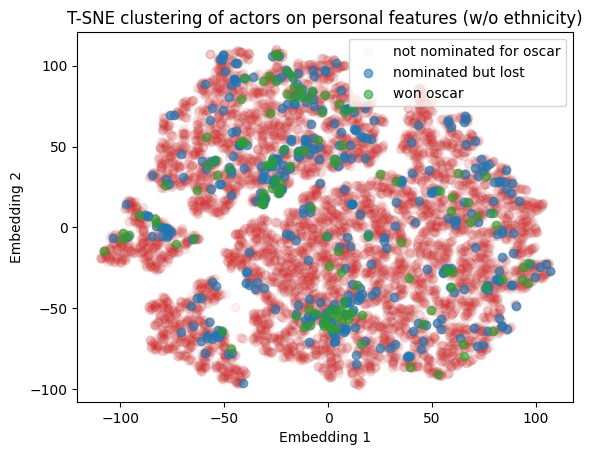 T-SNE clustering of actors on personal features (w/o ethnicity)
not nominated for oscar
nominated but lost
won oscar
Embedding 2
100
50
0
−50
−100
−100
−50
0
50
100
Embedding 1